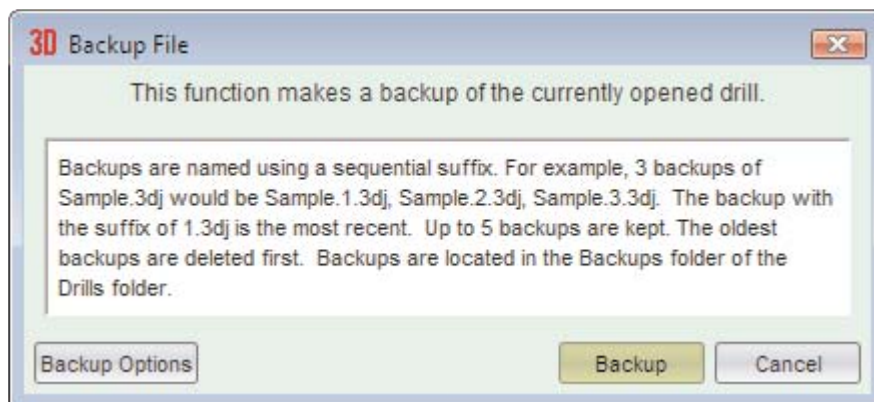 3D Backup File
This function makes a backup of the currently opened drill.
Backups are named using a sequential suffix. For example, 3 backups of
Sample.3dj would be Sample.1.3dj, Sample.2.3dj, Sample.3.3dj.  The backup with
the suffix of 1.3dj is the most recent.  Up to 5 backups are kept. The oldest
backups are deleted first.  Backups are located in the Backups folder of the
Drills folder.
Backup Options Backup Cancel